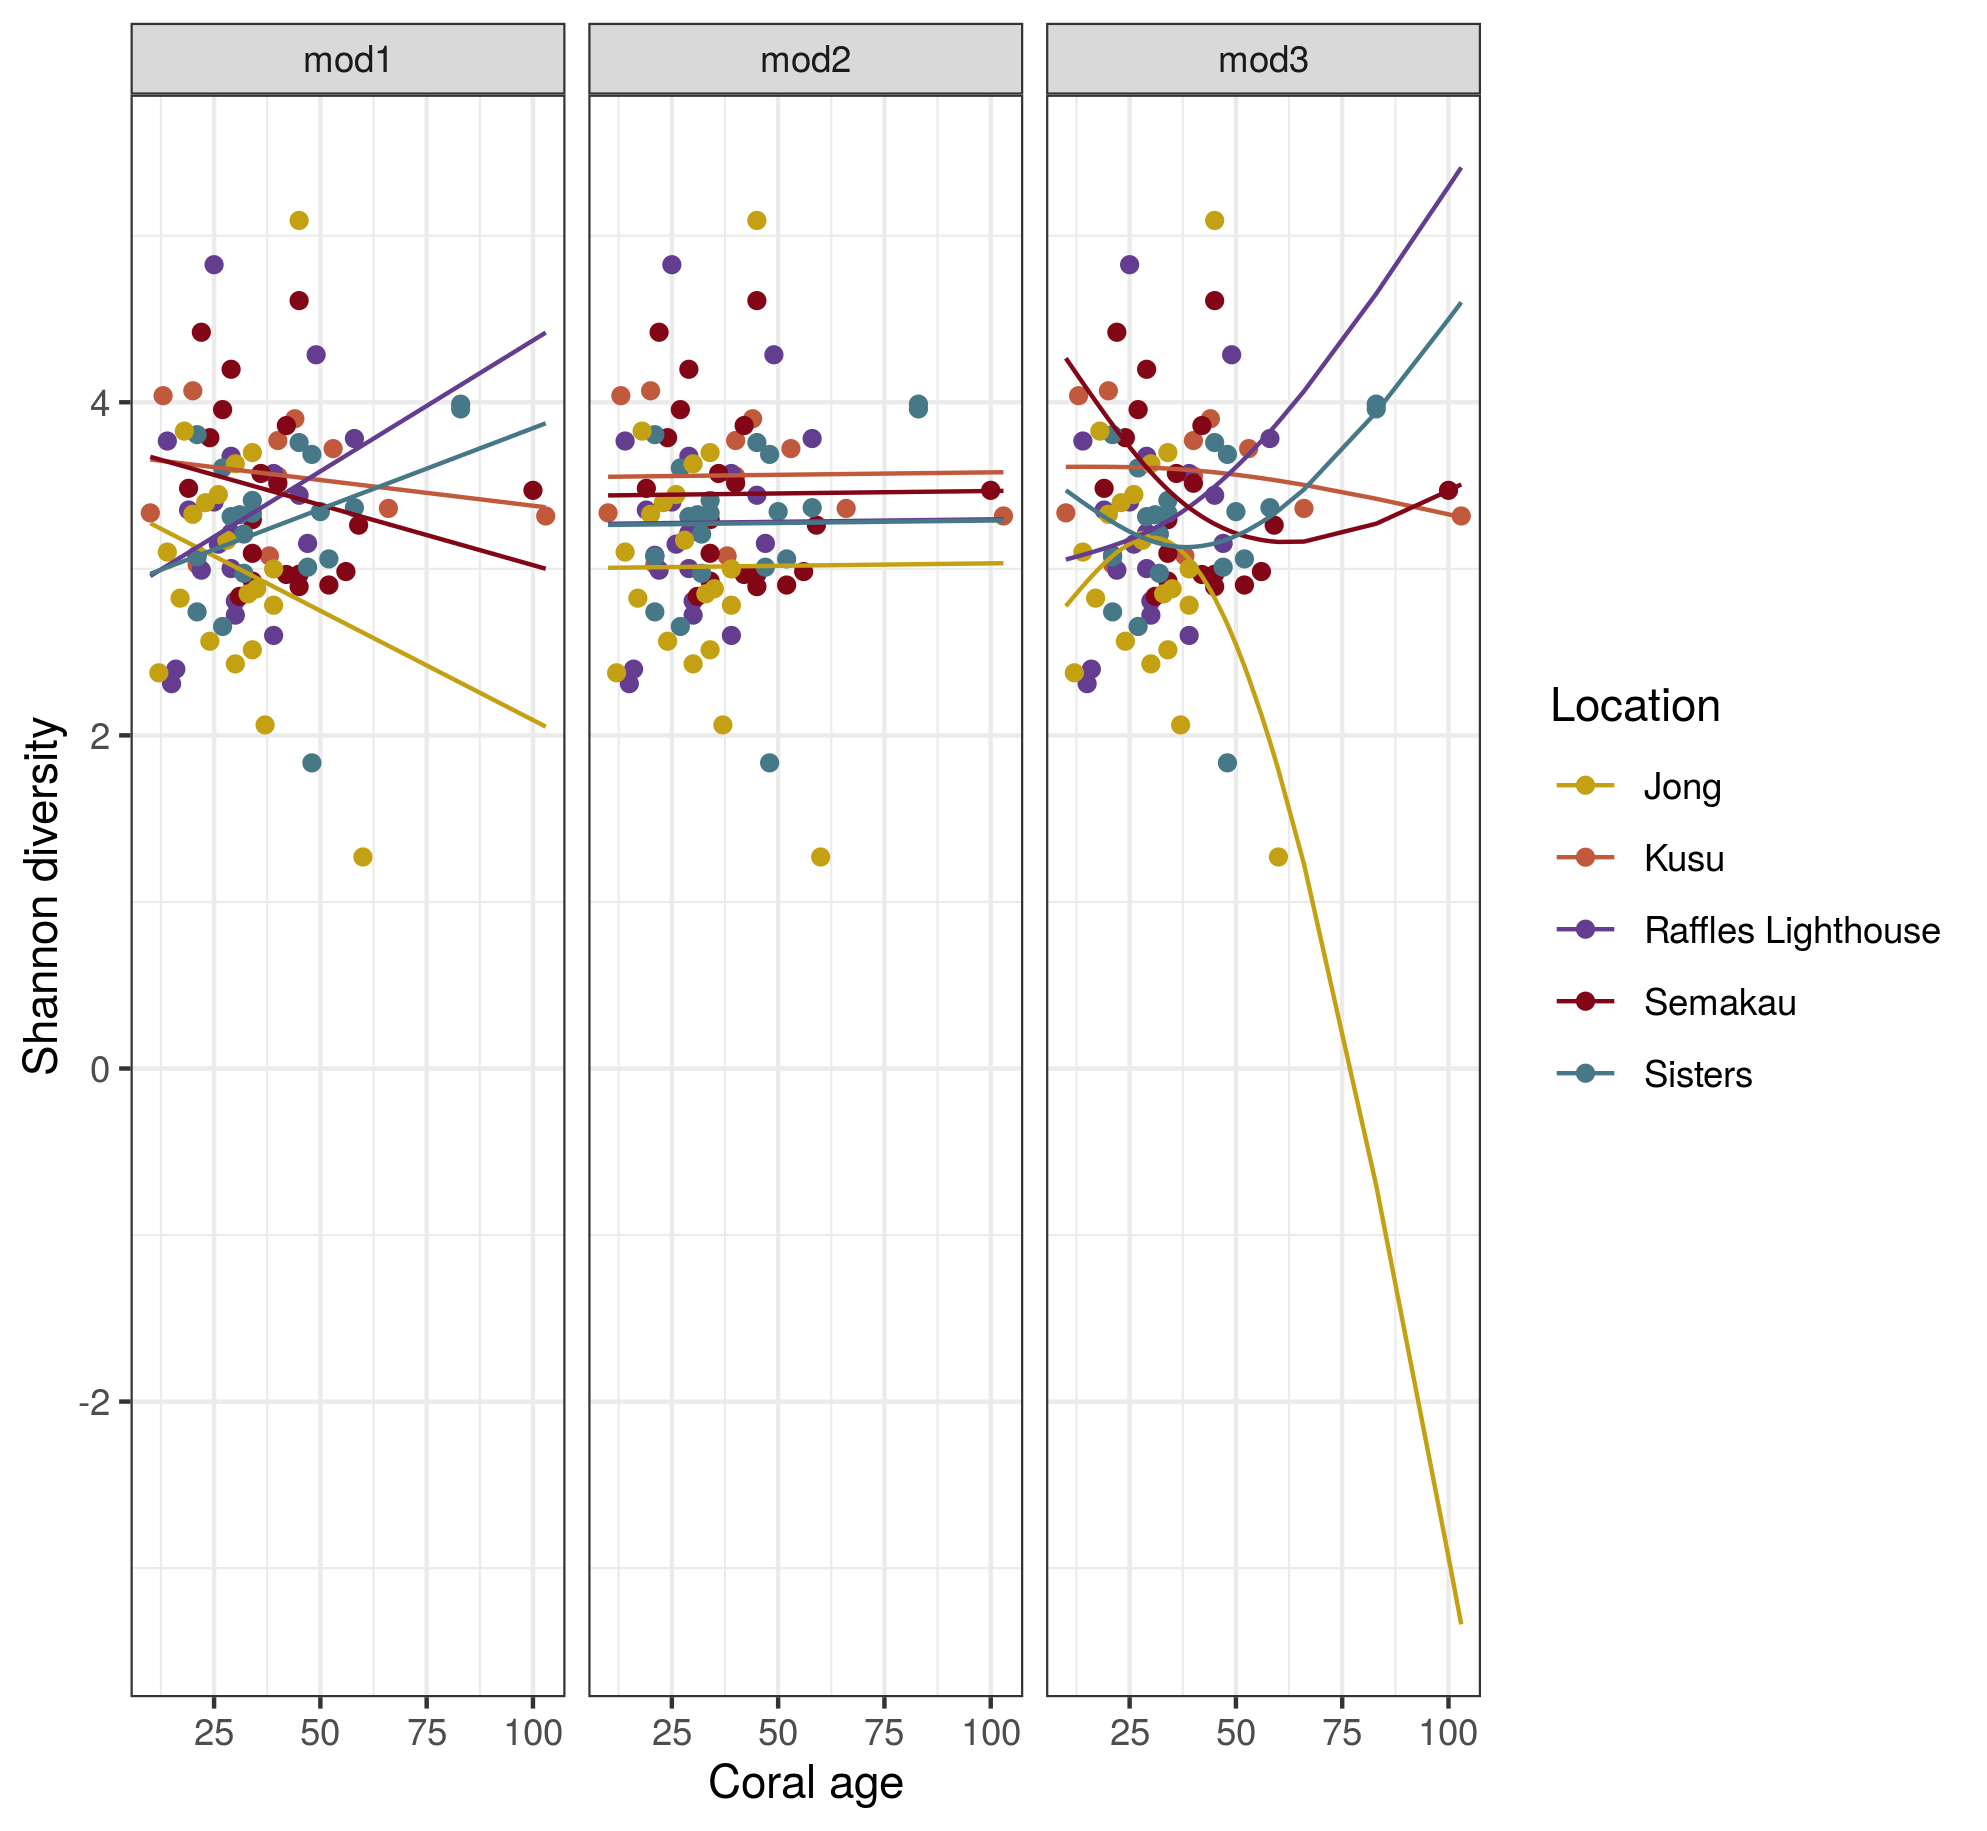 mod1 mod2 mod3
4
2
0
-2
Shannon diversity
25 50 75 100 25 50 75 100 25 50 75 100
Coral age
Location
Jong
Kusu
Raffles Lighthouse
Semakau
Sisters